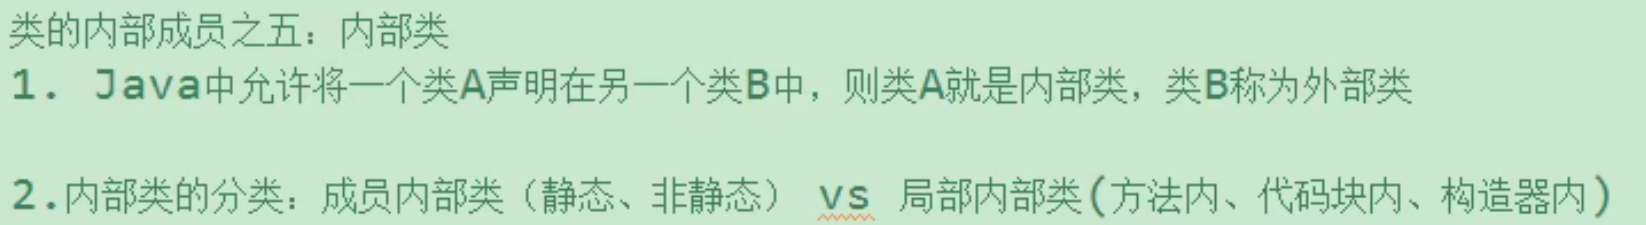 类的内部成员之五：内部类
1. Java中允许将一个类A声明在另一个类B中，则类A就是内部类，类B称为外部类
2.内部类的分类：成员内部类（静态、非静态） vs 局部内部类(方法内、代码块内、构造器内)